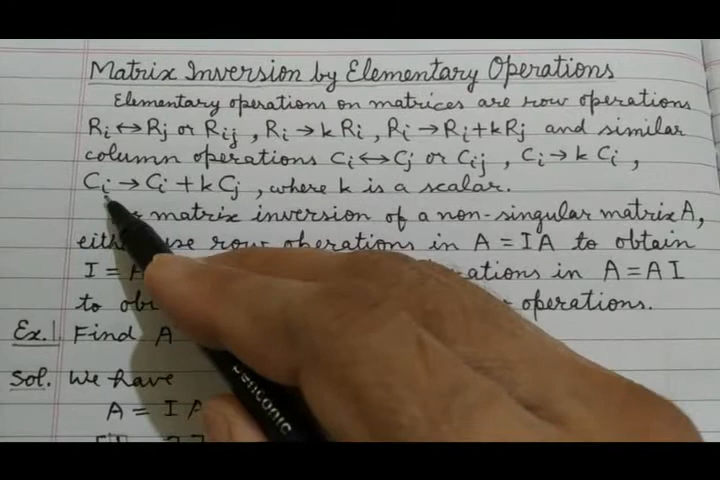 Matrix Inversion by Elementary Operations
Elementary operations on matrices are row operations
Ri ↔ Rj or Rij , Ri → k Ri , Ri → Ri + k Rj and similar
column operations Ci ↔ Cj or Cij , Ci → k Ci ,
Ci → Ci + k Cj , where k is a scalar.
matrix inversion of a non-singular matrix A,
row operations in A = IA to obtain
I = in A = AI
to operations.
Ex.1. Find A
Sol. We have
A = I A
Renconic